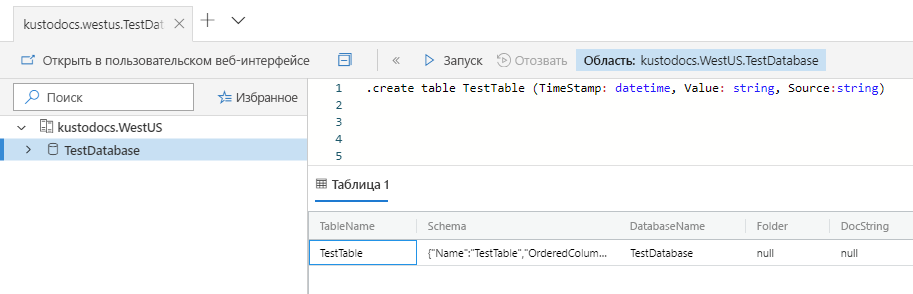 kustodocs.westus.TestDat
Открыть в пользовательском веб-интерфейсе
Запуск
Отозвать
Область: kustodocs.WestUS.TestDatabase
Поиск
Избранное
kustodocs.WestUS
TestDatabase
1 .create table TestTable (TimeStamp: datetime, Value: string, Source:string)
2
3
4
5
Таблица 1
TableName Schema DatabaseName Folder DocString
TestTable {"Name":"TestTable","OrderedColum... TestDatabase null null